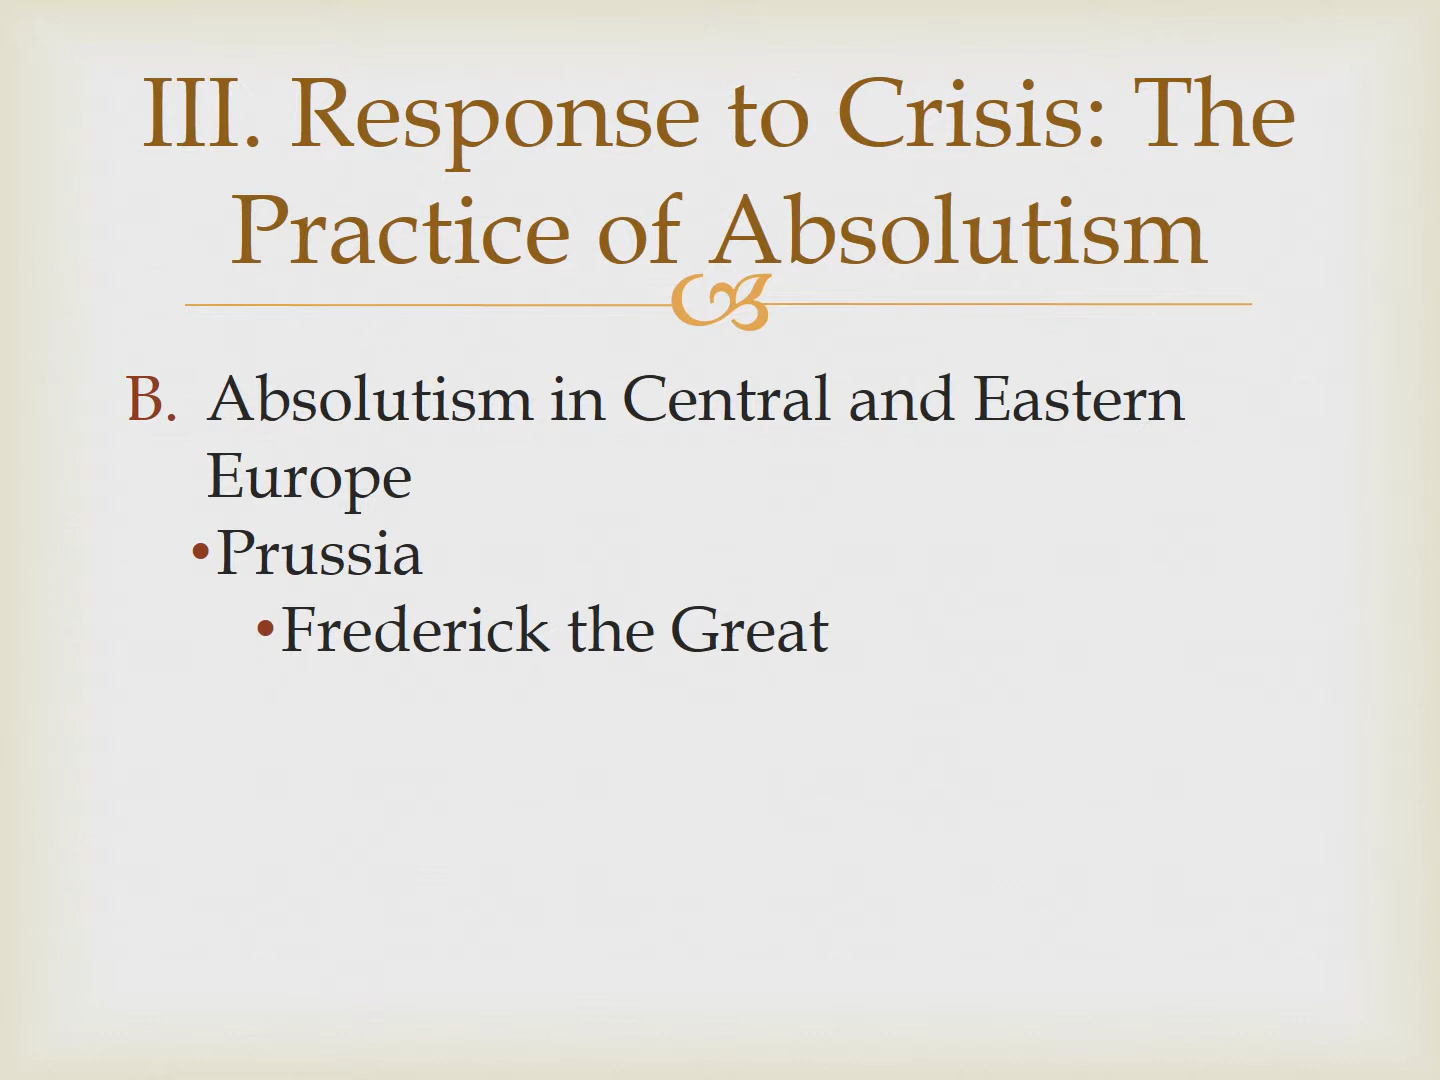 III. Response to Crisis: The
Practice of Absolutism
B. Absolutism in Central and Eastern
Europe
•Prussia
•Frederick the Great